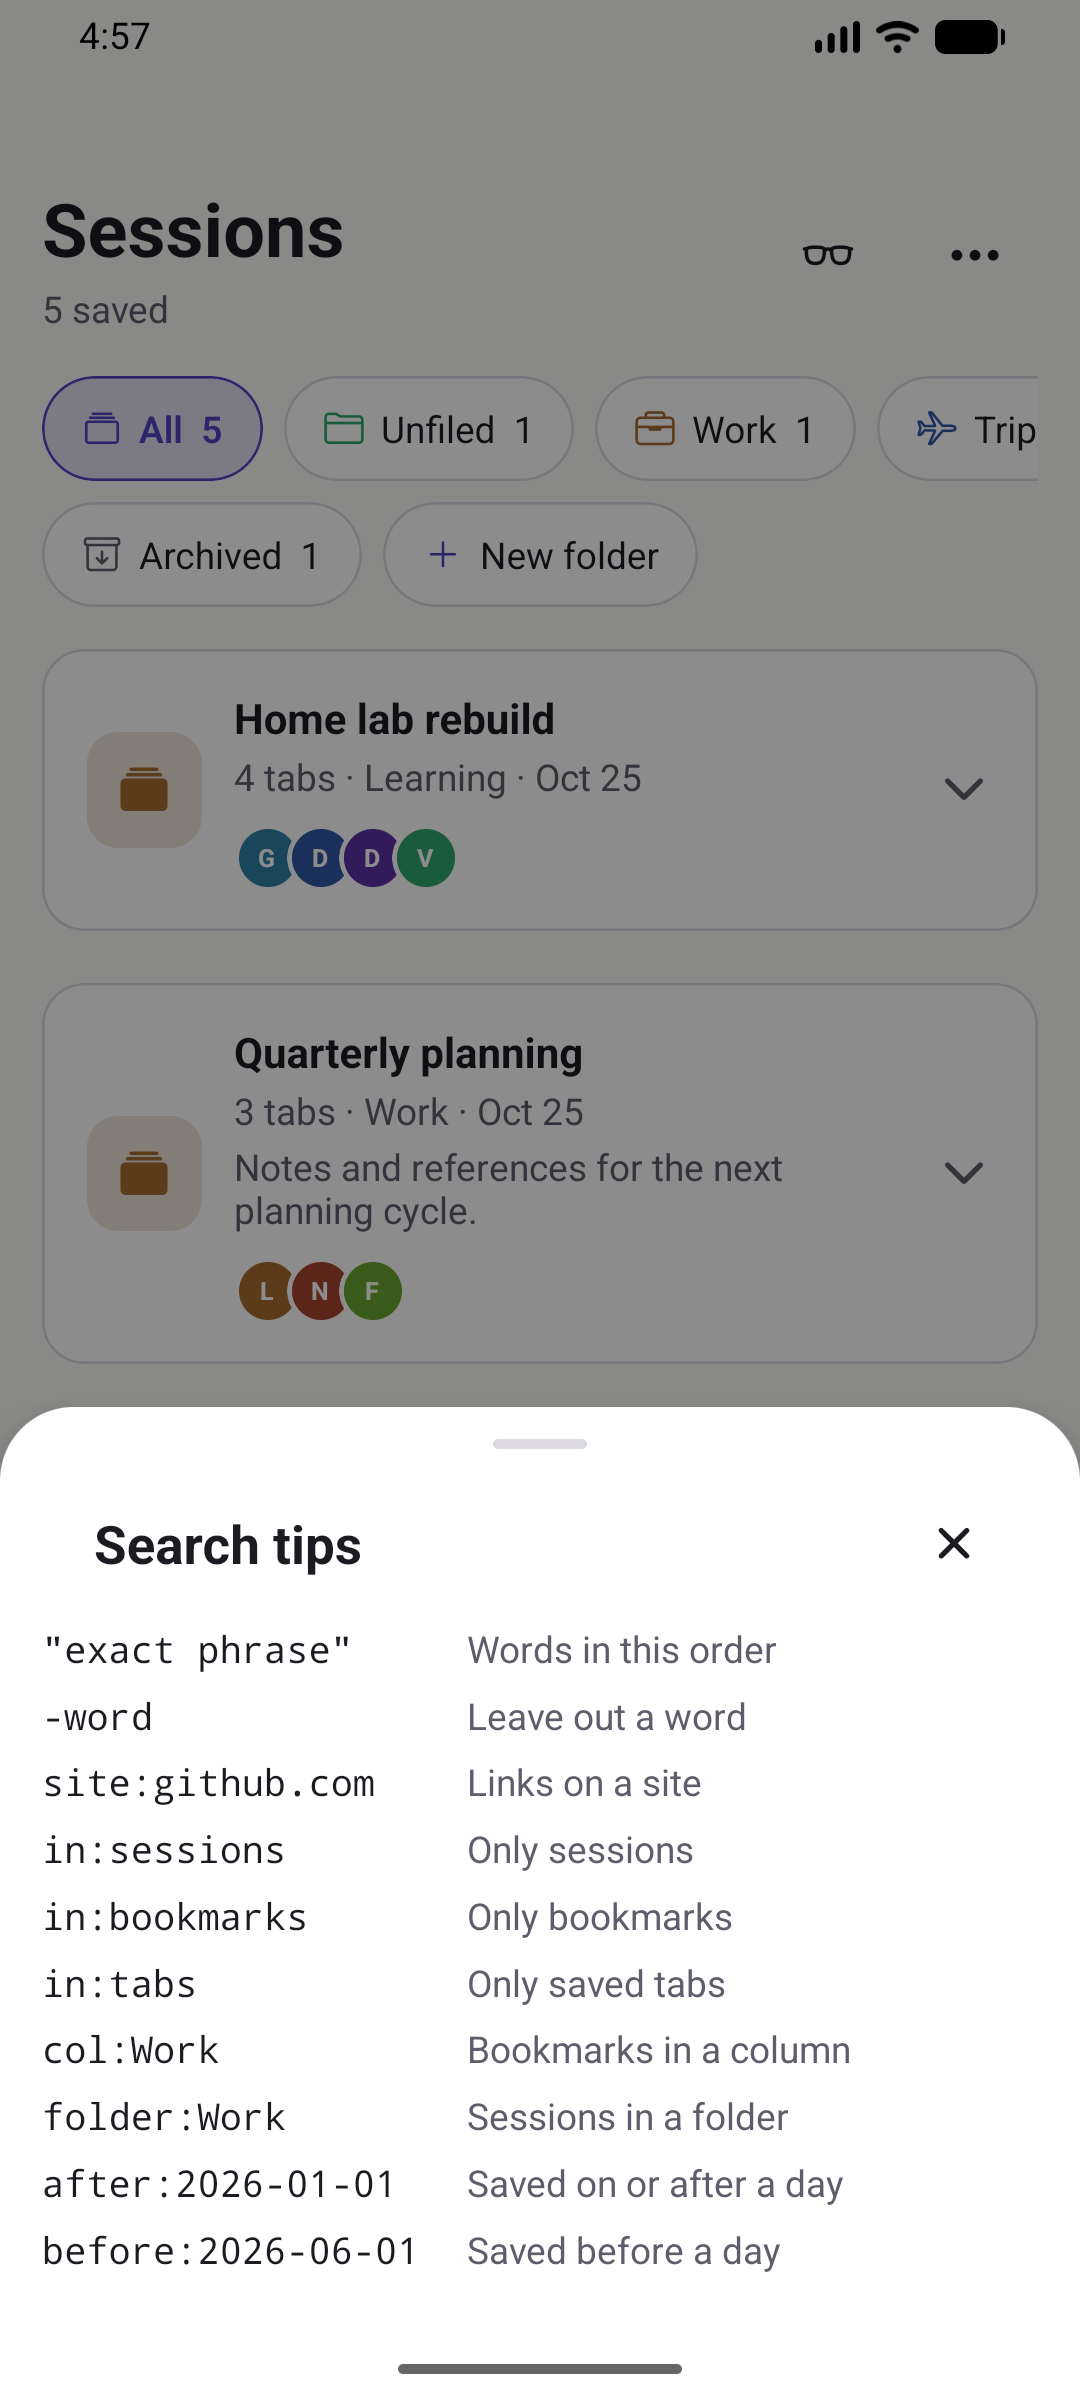 4:57
Sessions
5 saved
All 5
Unfiled 1
Work 1
Trip
Archived 1
New folder
Home lab rebuild
4 tabs · Learning · Oct 25
G D D V
Quarterly planning
3 tabs · Work · Oct 25
Notes and references for the next
planning cycle.
L N F
Search tips
"exact phrase" Words in this order
-word Leave out a word
site:github.com Links on a site
in:sessions Only sessions
in:bookmarks Only bookmarks
in:tabs Only saved tabs
col:Work Bookmarks in a column
folder:Work Sessions in a folder
after:2026-01-01 Saved on or after a day
before:2026-06-01 Saved before a day